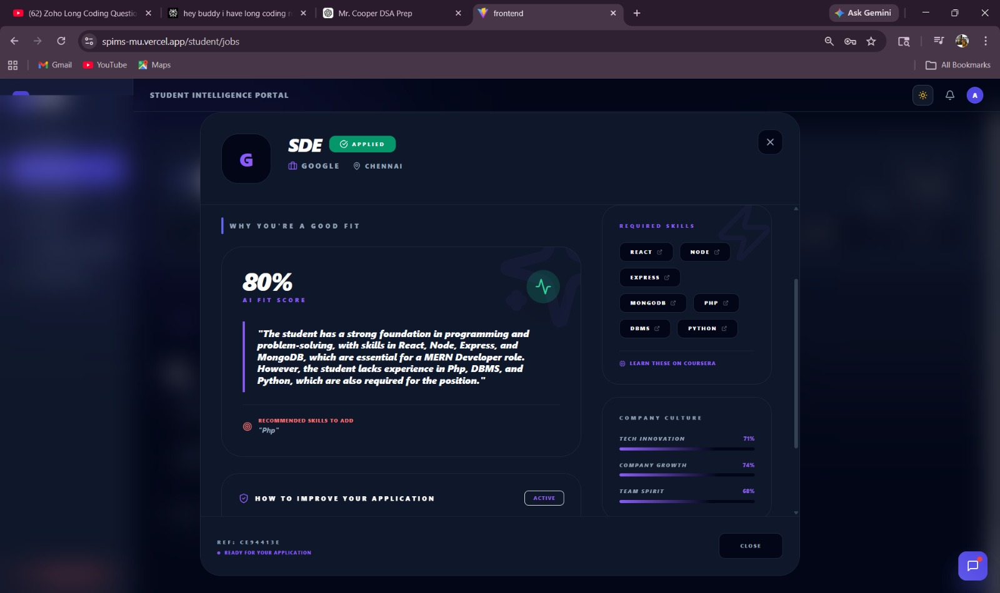 (62) Zoho Long Coding Questio
hey buddy i have long coding r
Mr. Cooper DSA Prep
frontend
Ask Gemini
spims-mu.vercel.app/student/jobs
Gmail
YouTube
Maps
All Bookmarks
STUDENT INTELLIGENCE PORTAL
A
G
SDE
APPLIED
GOOGLE
CHENNAI
WHY YOU'RE A GOOD FIT
80%
AI FIT SCORE
"The student has a strong foundation in programming and
problem-solving, with skills in React, Node, Express, and
MongoDB, which are essential for a MERN Developer role.
However, the student lacks experience in Php, DBMS, and
Python, which are also required for the position."
RECOMMENDED SKILLS TO ADD
"Php"
HOW TO IMPROVE YOUR APPLICATION
ACTIVE
REQUIRED SKILLS
REACT
NODE
EXPRESS
MONGODB
PHP
DBMS
PYTHON
LEARN THESE ON COURSERA
COMPANY CULTURE
TECH INNOVATION 71%
COMPANY GROWTH 74%
TEAM SPIRIT 68%
REF: CE94413E
READY FOR YOUR APPLICATION
CLOSE